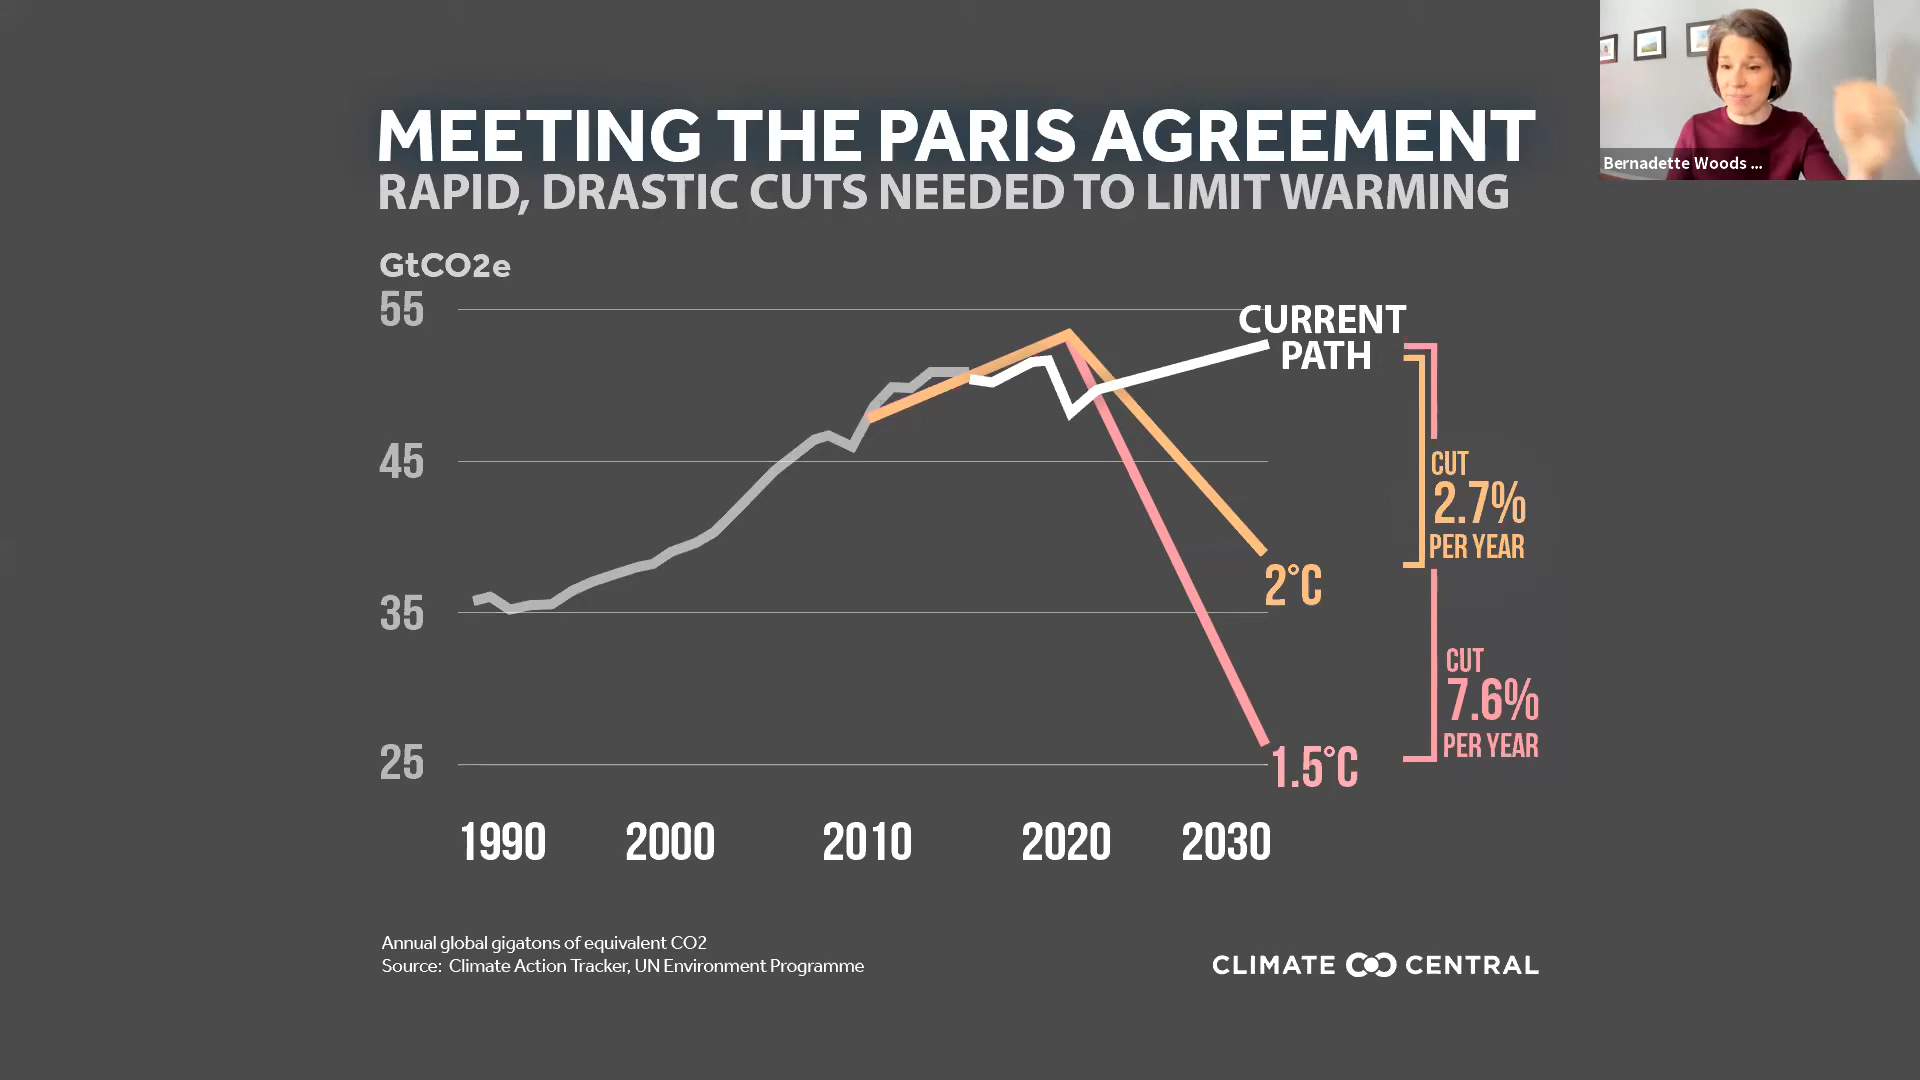 MEETING THE PARIS AGREEMENT
RAPID, DRASTIC CUTS NEEDED TO LIMIT WARMING
Bernadette Woods ...
GtCO2e
55
45
35
25
CURRENT
PATH
2°C
1.5°C
CUT
2.7%
PER YEAR
CUT
7.6%
PER YEAR
1990 2000 2010 2020 2030
Annual global gigatons of equivalent CO2
Source: Climate Action Tracker, UN Environment Programme
CLIMATE CENTRAL